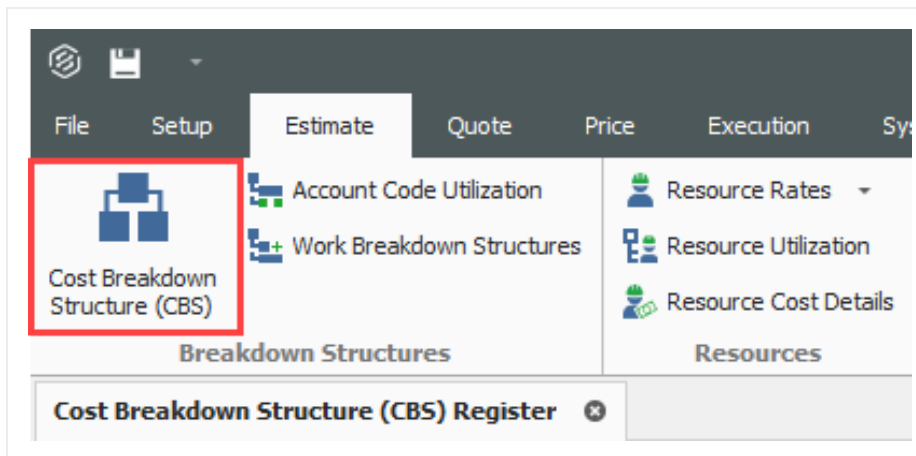 File Setup Estimate Quote Price Execution
Cost Breakdown
Structure (CBS)
Account Code Utilization
Work Breakdown Structures
Breakdown Structures
Resource Rates
Resource Utilization
Resource Cost Details
Resources
Cost Breakdown Structure (CBS) Register